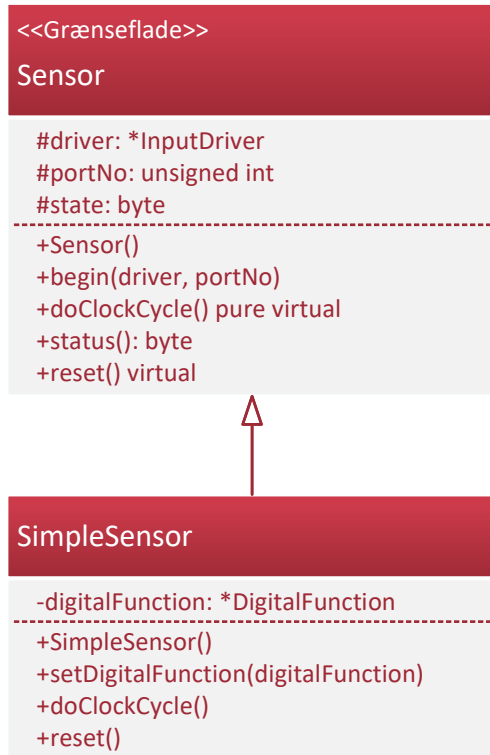 <<Grænseflade>>
Sensor
#driver: *InputDriver
#portNo: unsigned int
#state: byte
+Sensor()
+begin(driver, portNo)
+doClockCycle() pure virtual
+status(): byte
+reset() virtual
SimpleSensor
-digitalFunction: *DigitalFunction
+SimpleSensor()
+setDigitalFunction(digitalFunction)
+doClockCycle()
+reset()